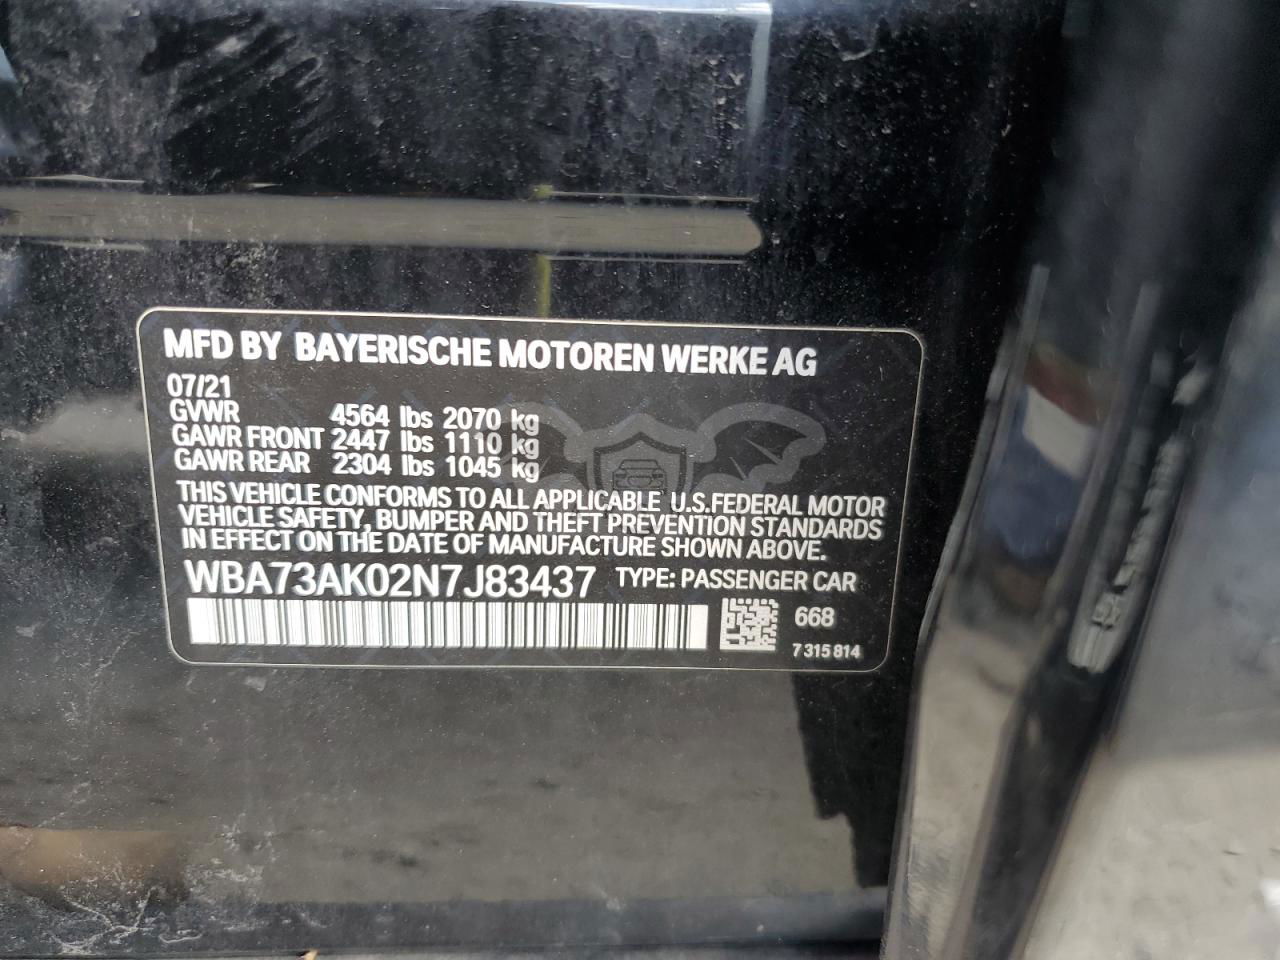 MFD BY BAYERISCHE MOTOREN WERKE AG
07/21
GVWR 4564 lbs 2070 kg
GAWR FRONT 2447 lbs 1110 kg
GAWR REAR 2304 lbs 1045 kg
THIS VEHICLE CONFORMS TO ALL APPLICABLE U.S.FEDERAL MOTOR
VEHICLE SAFETY, BUMPER AND THEFT PREVENTION STANDARDS
IN EFFECT ON THE DATE OF MANUFACTURE SHOWN ABOVE.
WBA73AK02N7J83437 TYPE: PASSENGER CAR
668
7 315 814